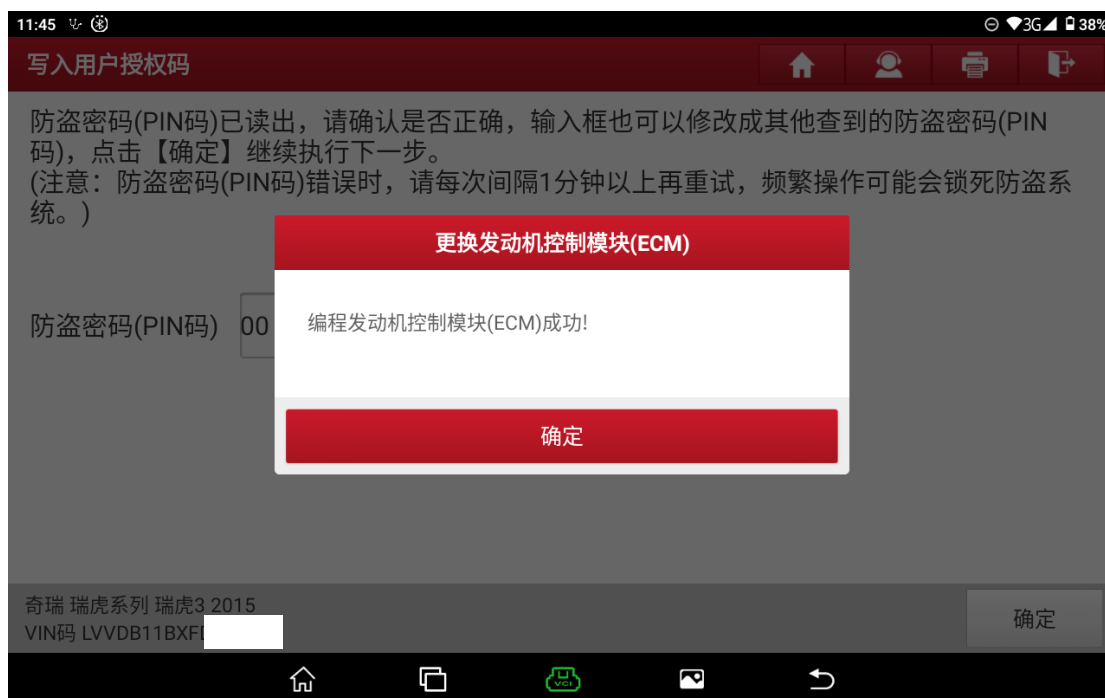 11:45
3G 38%
写入用户授权码
防盗密码(PIN码)已读出，请确认是否正确，输入框也可以修改成其他查到的防盗密码(PIN
码)，点击【确定】继续执行下一步。
(注意：防盗密码(PIN码)错误时，请每次间隔1分钟以上再重试，频繁操作可能会锁死防盗系
统。)
更换发动机控制模块(ECM)
防盗密码(PIN码) 00
编程发动机控制模块(ECM)成功!
确定
奇瑞 瑞虎系列 瑞虎3 2015
VIN码 LVVDB11BXF
确定
VCI